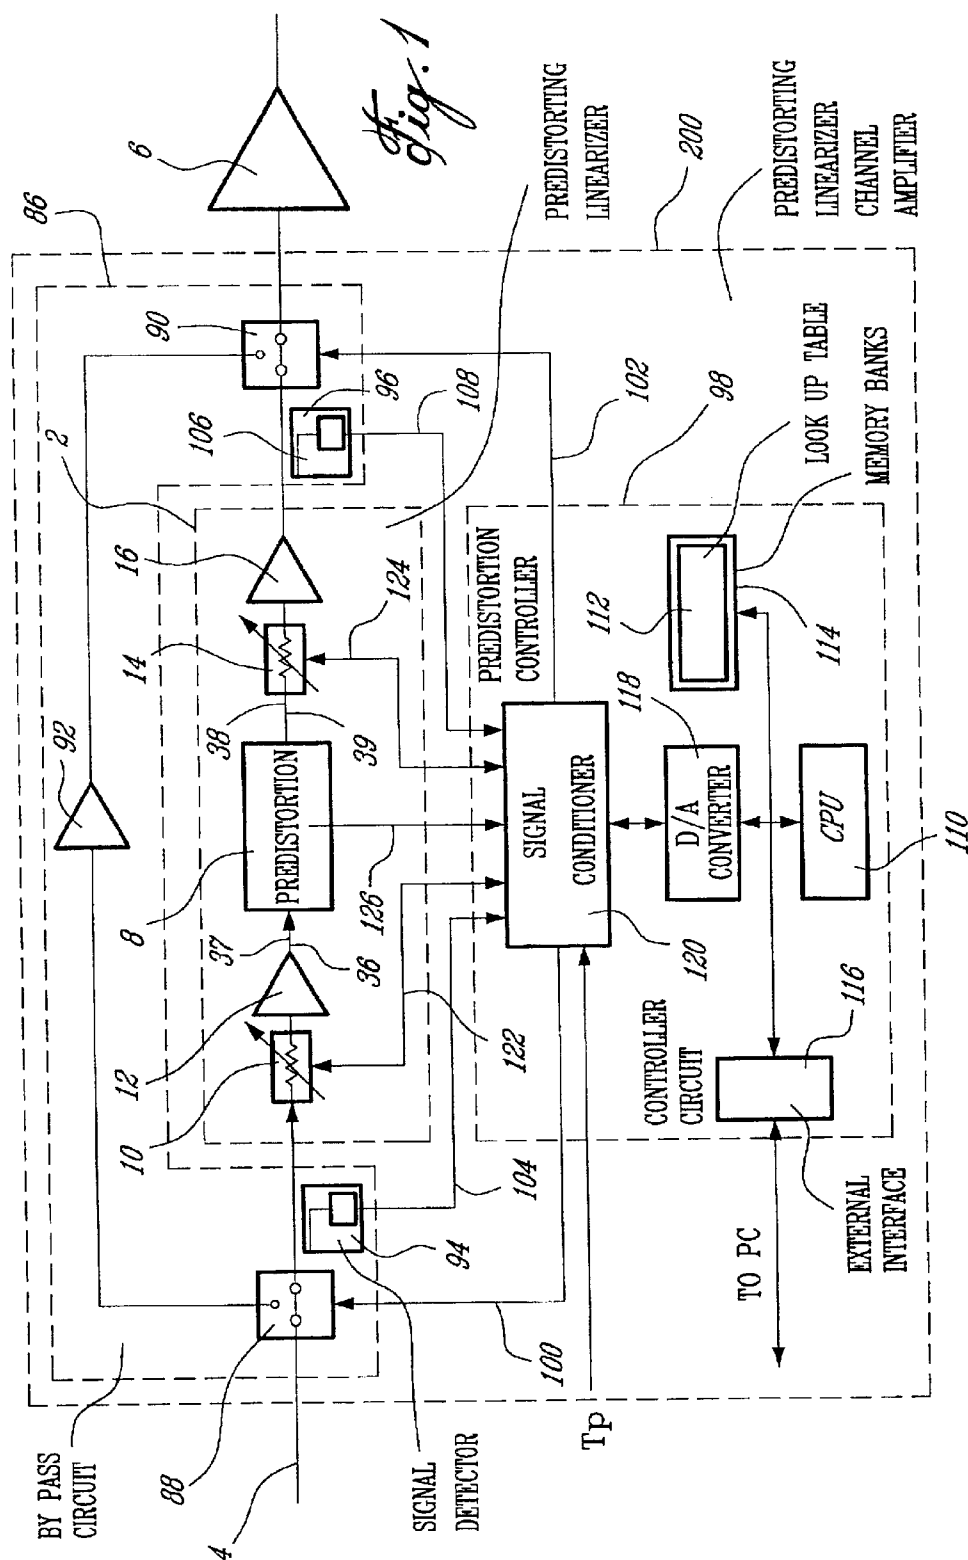 BY PASS
CIRCUIT
86
6
Fig. 1
92
2
90
88
4
94
SIGNAL
DETECTOR
10
12
37
36
8
PREDISTORTION
38
39
14
16
106
96
108
PREDISTORTING
LINEARIZER
104
122
126
124
102
100
Tp
PREDISTORTION
CONTROLLER
98
200
PREDISTORTING
LINEARIZER
CHANNEL
AMPLIFIER
SIGNAL
CONDITIONER
120
118
D/A
CONVERTER
112
114
LOOK UP TABLE
MEMORY BANKS
CPU
110
CONTROLLER
CIRCUIT
116
EXTERNAL
INTERFACE
TO PC